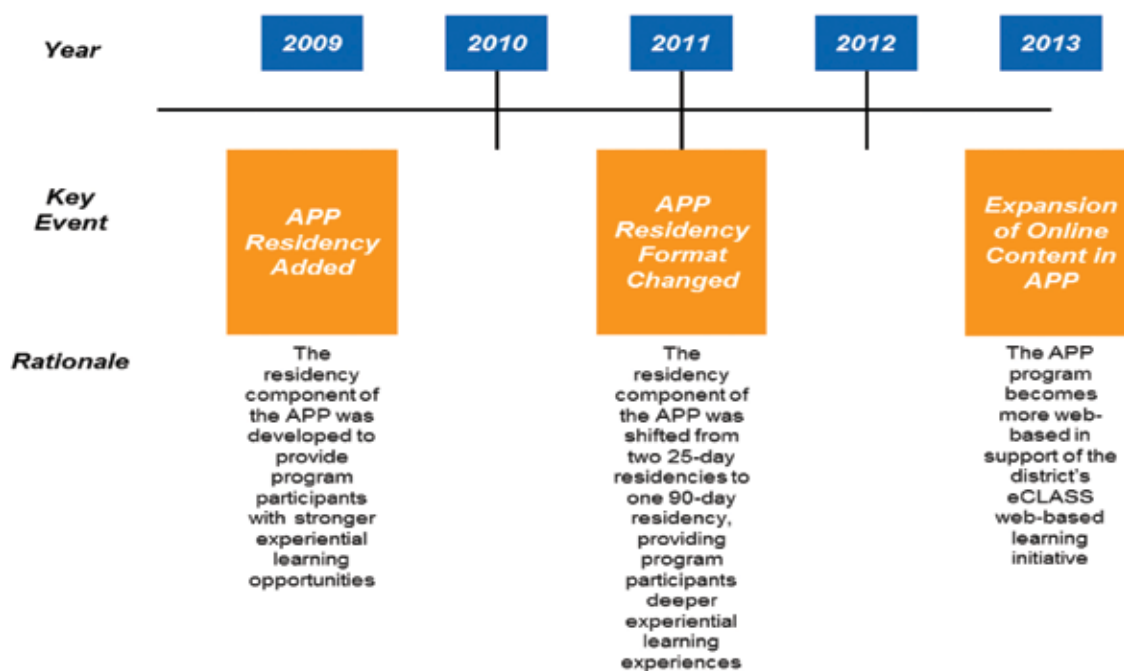 Year
2009
2010
2011
2012
2013
Key
Event
APP
Residency
Added
APP
Residency
Format
Changed
Expansion
of Online
Content in
APP
Rationale
The
residency
component of
the APP was
developed to
provide
program
participants
with stronger
experiential
learning
opportunities
The
residency
component of
the APP was
shifted from
two 25-day
residencies to
one 90-day
residency,
providing
program
participants
deeper
experiential
learning
experiences
The APP
program
becomes
more web-
based in
support of the
district's
eCLASS
web-based
learning
initiative